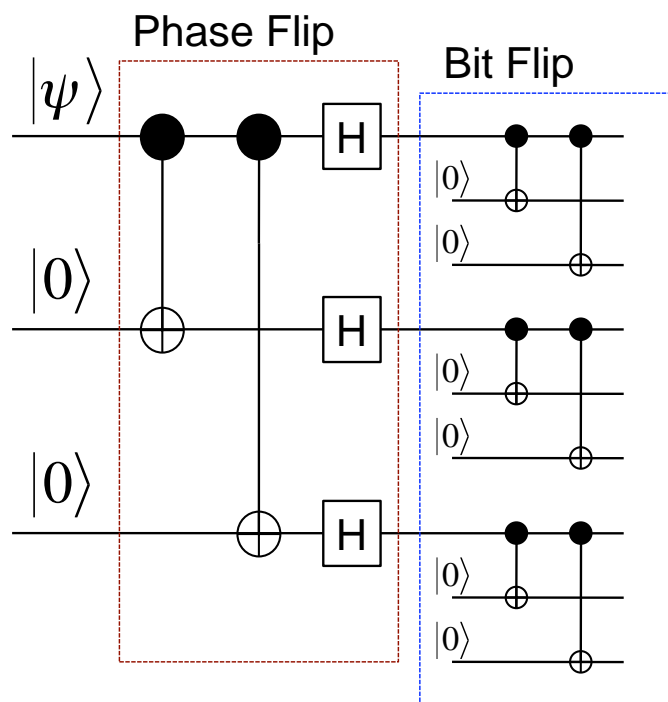 Phase Flip
Bit Flip
|ψ⟩
H
|0⟩
|0⟩
|0⟩
H
|0⟩
|0⟩
|0⟩
H
|0⟩
|0⟩